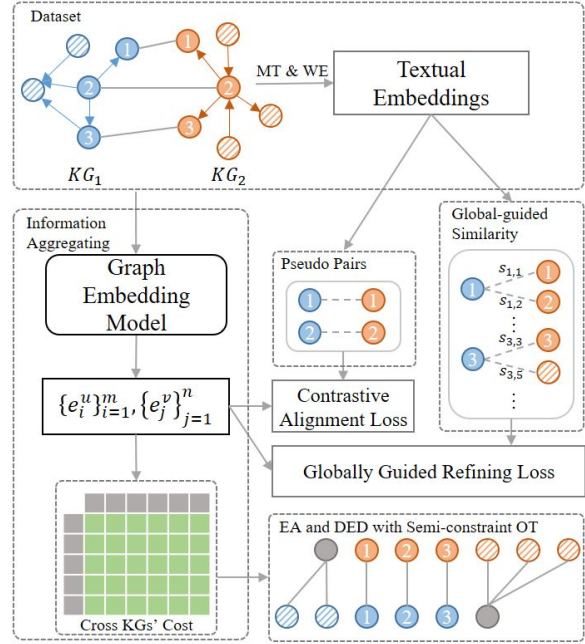 Dataset
1
1
2
2
3
3
KG₁
KG₂
MT & WE
Textual
Embeddings
Information
Aggregating
Graph
Embedding
Model
{e_i^u}_{i=1}^m, {e_j^v}_{j=1}^n
Cross KGs' Cost
Pseudo Pairs
1
1
2
2
Contrastive
Alignment Loss
Global-guided
Similarity
s₁,₁
1
1
s₁,₂
2
⋮
⋮
s₃,₃
3
3
s₃,₅
⋮
Globally Guided Refining Loss
EA and DED with Semi-constraint OT
1 2 3
1 2 3